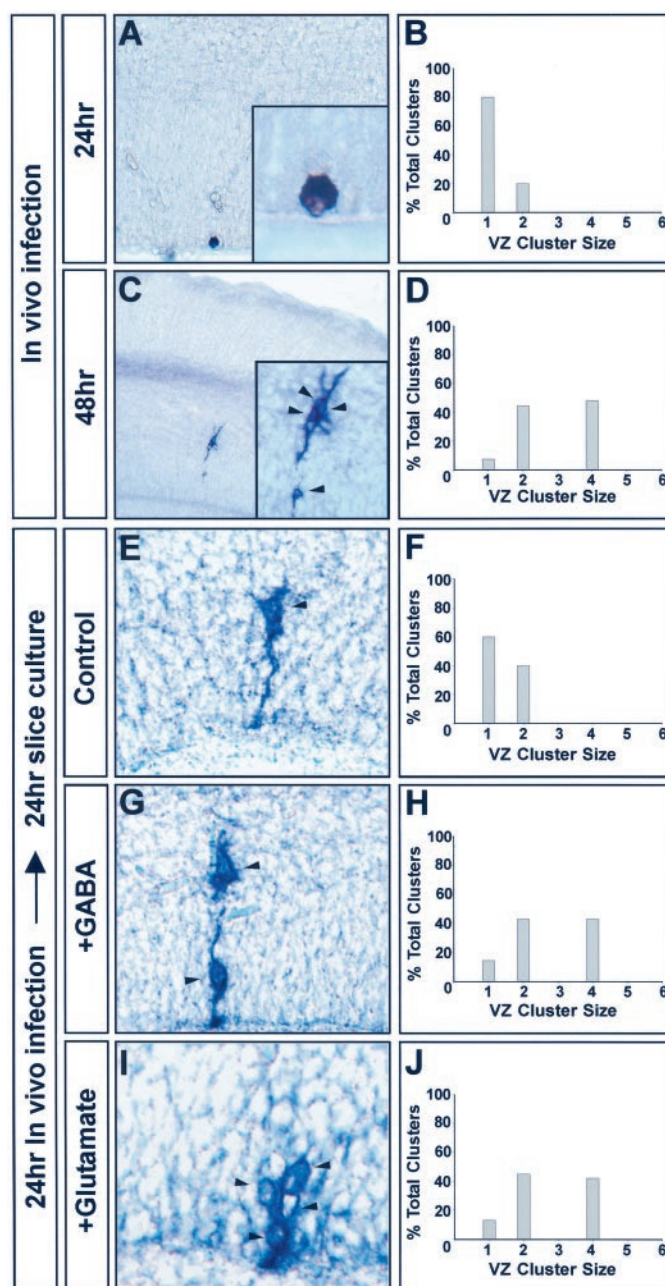 In vivo infection
24hr
A
B
% Total Clusters
100
80
60
40
20
0
1 2 3 4 5 6
VZ Cluster Size
48hr
C
D
% Total Clusters
100
80
60
40
20
0
1 2 3 4 5 6
VZ Cluster Size
24hr In vivo infection → 24hr slice culture
Control
E
F
% Total Clusters
100
80
60
40
20
0
1 2 3 4 5 6
VZ Cluster Size
+GABA
G
H
% Total Clusters
100
80
60
40
20
0
1 2 3 4 5 6
VZ Cluster Size
+Glutamate
I
J
% Total Clusters
100
80
60
40
20
0
1 2 3 4 5 6
VZ Cluster Size